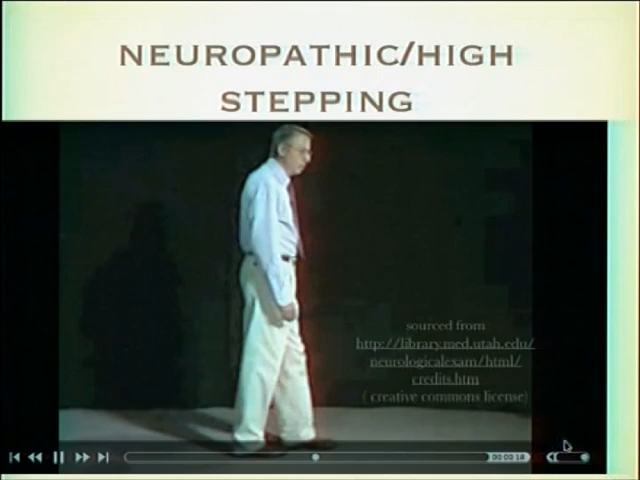 NEUROPATHIC/HIGH
STEPPING
sourced from
http://library.med.utah.edu/
neurologicalexam/html/
credits.htm
( creative commons license)
00:00:18